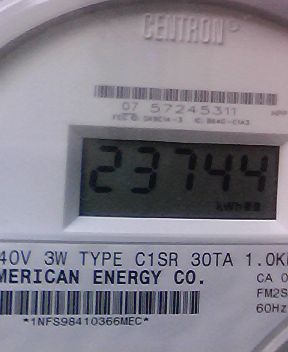 CENTRON®
07 57245311
23744
40V 3W TYPE C1SR 30TA 1.0K
MERICAN ENERGY CO. CA 0
FM2S
60Hz
*1NFS98410366MEC*